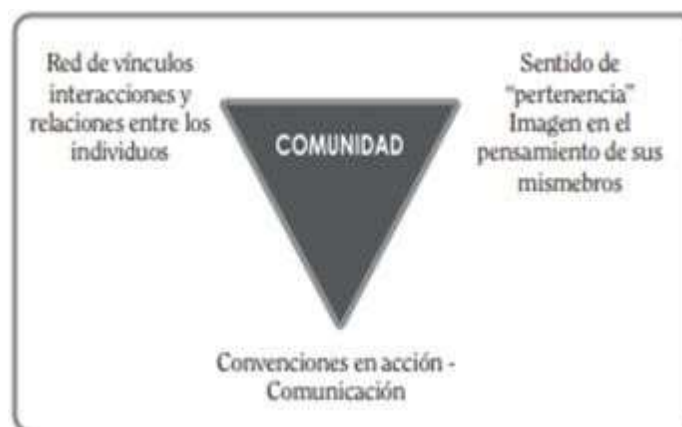 Red de vínculos
interacciones y
relaciones entre los
individuos
COMUNIDAD
Sentido de
"pertenencia"
Imagen en el
pensamiento de sus
mismebros
Convenciones en acción -
Comunicación